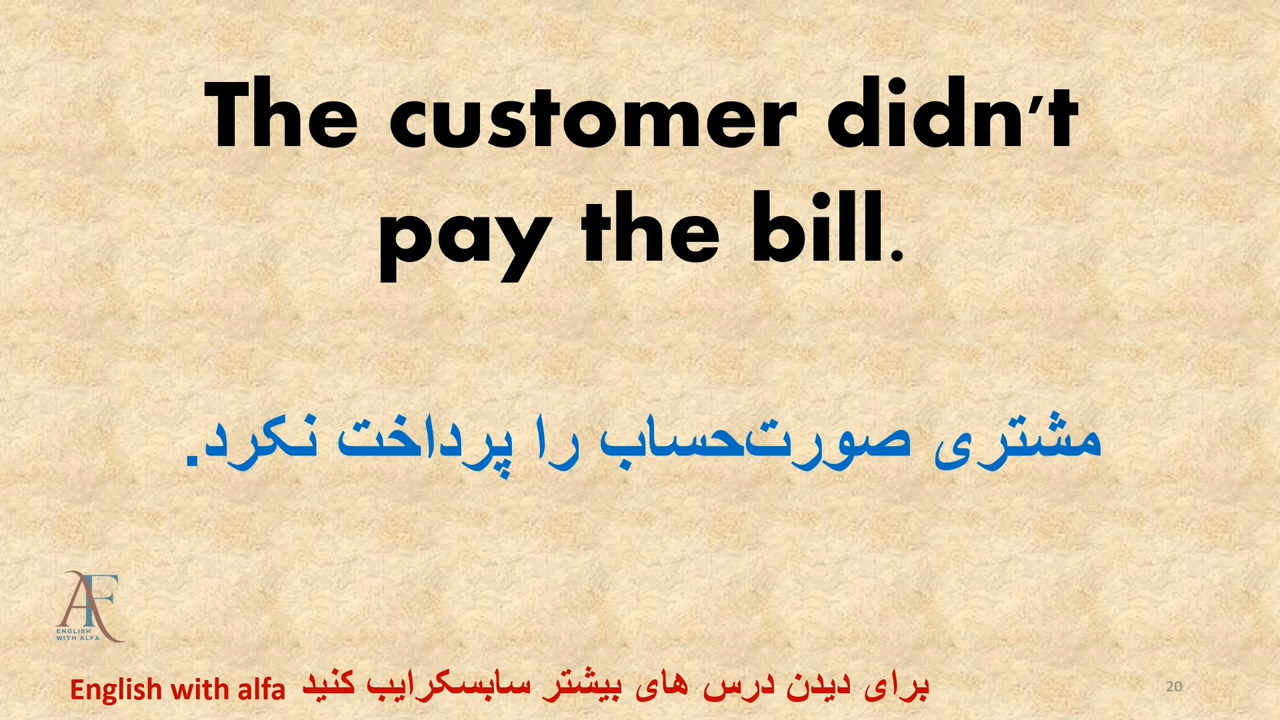 The customer didn't
pay the bill.
مشتری صورت‌حساب را پرداخت نکرد.
AF
ENGLISH
WITH ALFA
برای دیدن درس های بیشتر سابسکرایب کنید English with alfa
20